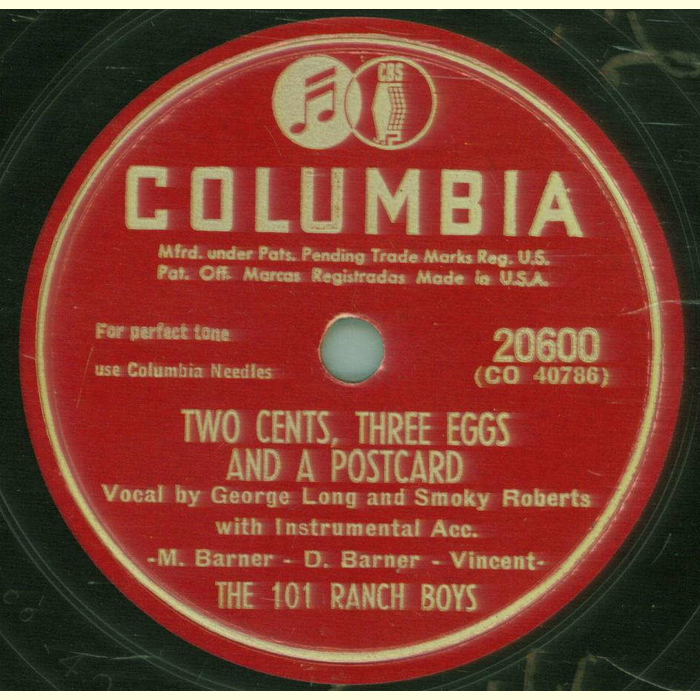 CBS
COLUMBIA
Mfrd. under Pats. Pending Trade Marks Reg. U.S.
Pat. Off. Marcas Registradas Made in U.S.A.
For perfect tone
use Columbia Needles
20600
(CO 40786)
TWO CENTS, THREE EGGS
AND A POSTCARD
Vocal by George Long and Smoky Roberts
with Instrumental Acc.
-M. Barner - D. Barner - Vincent-
THE 101 RANCH BOYS